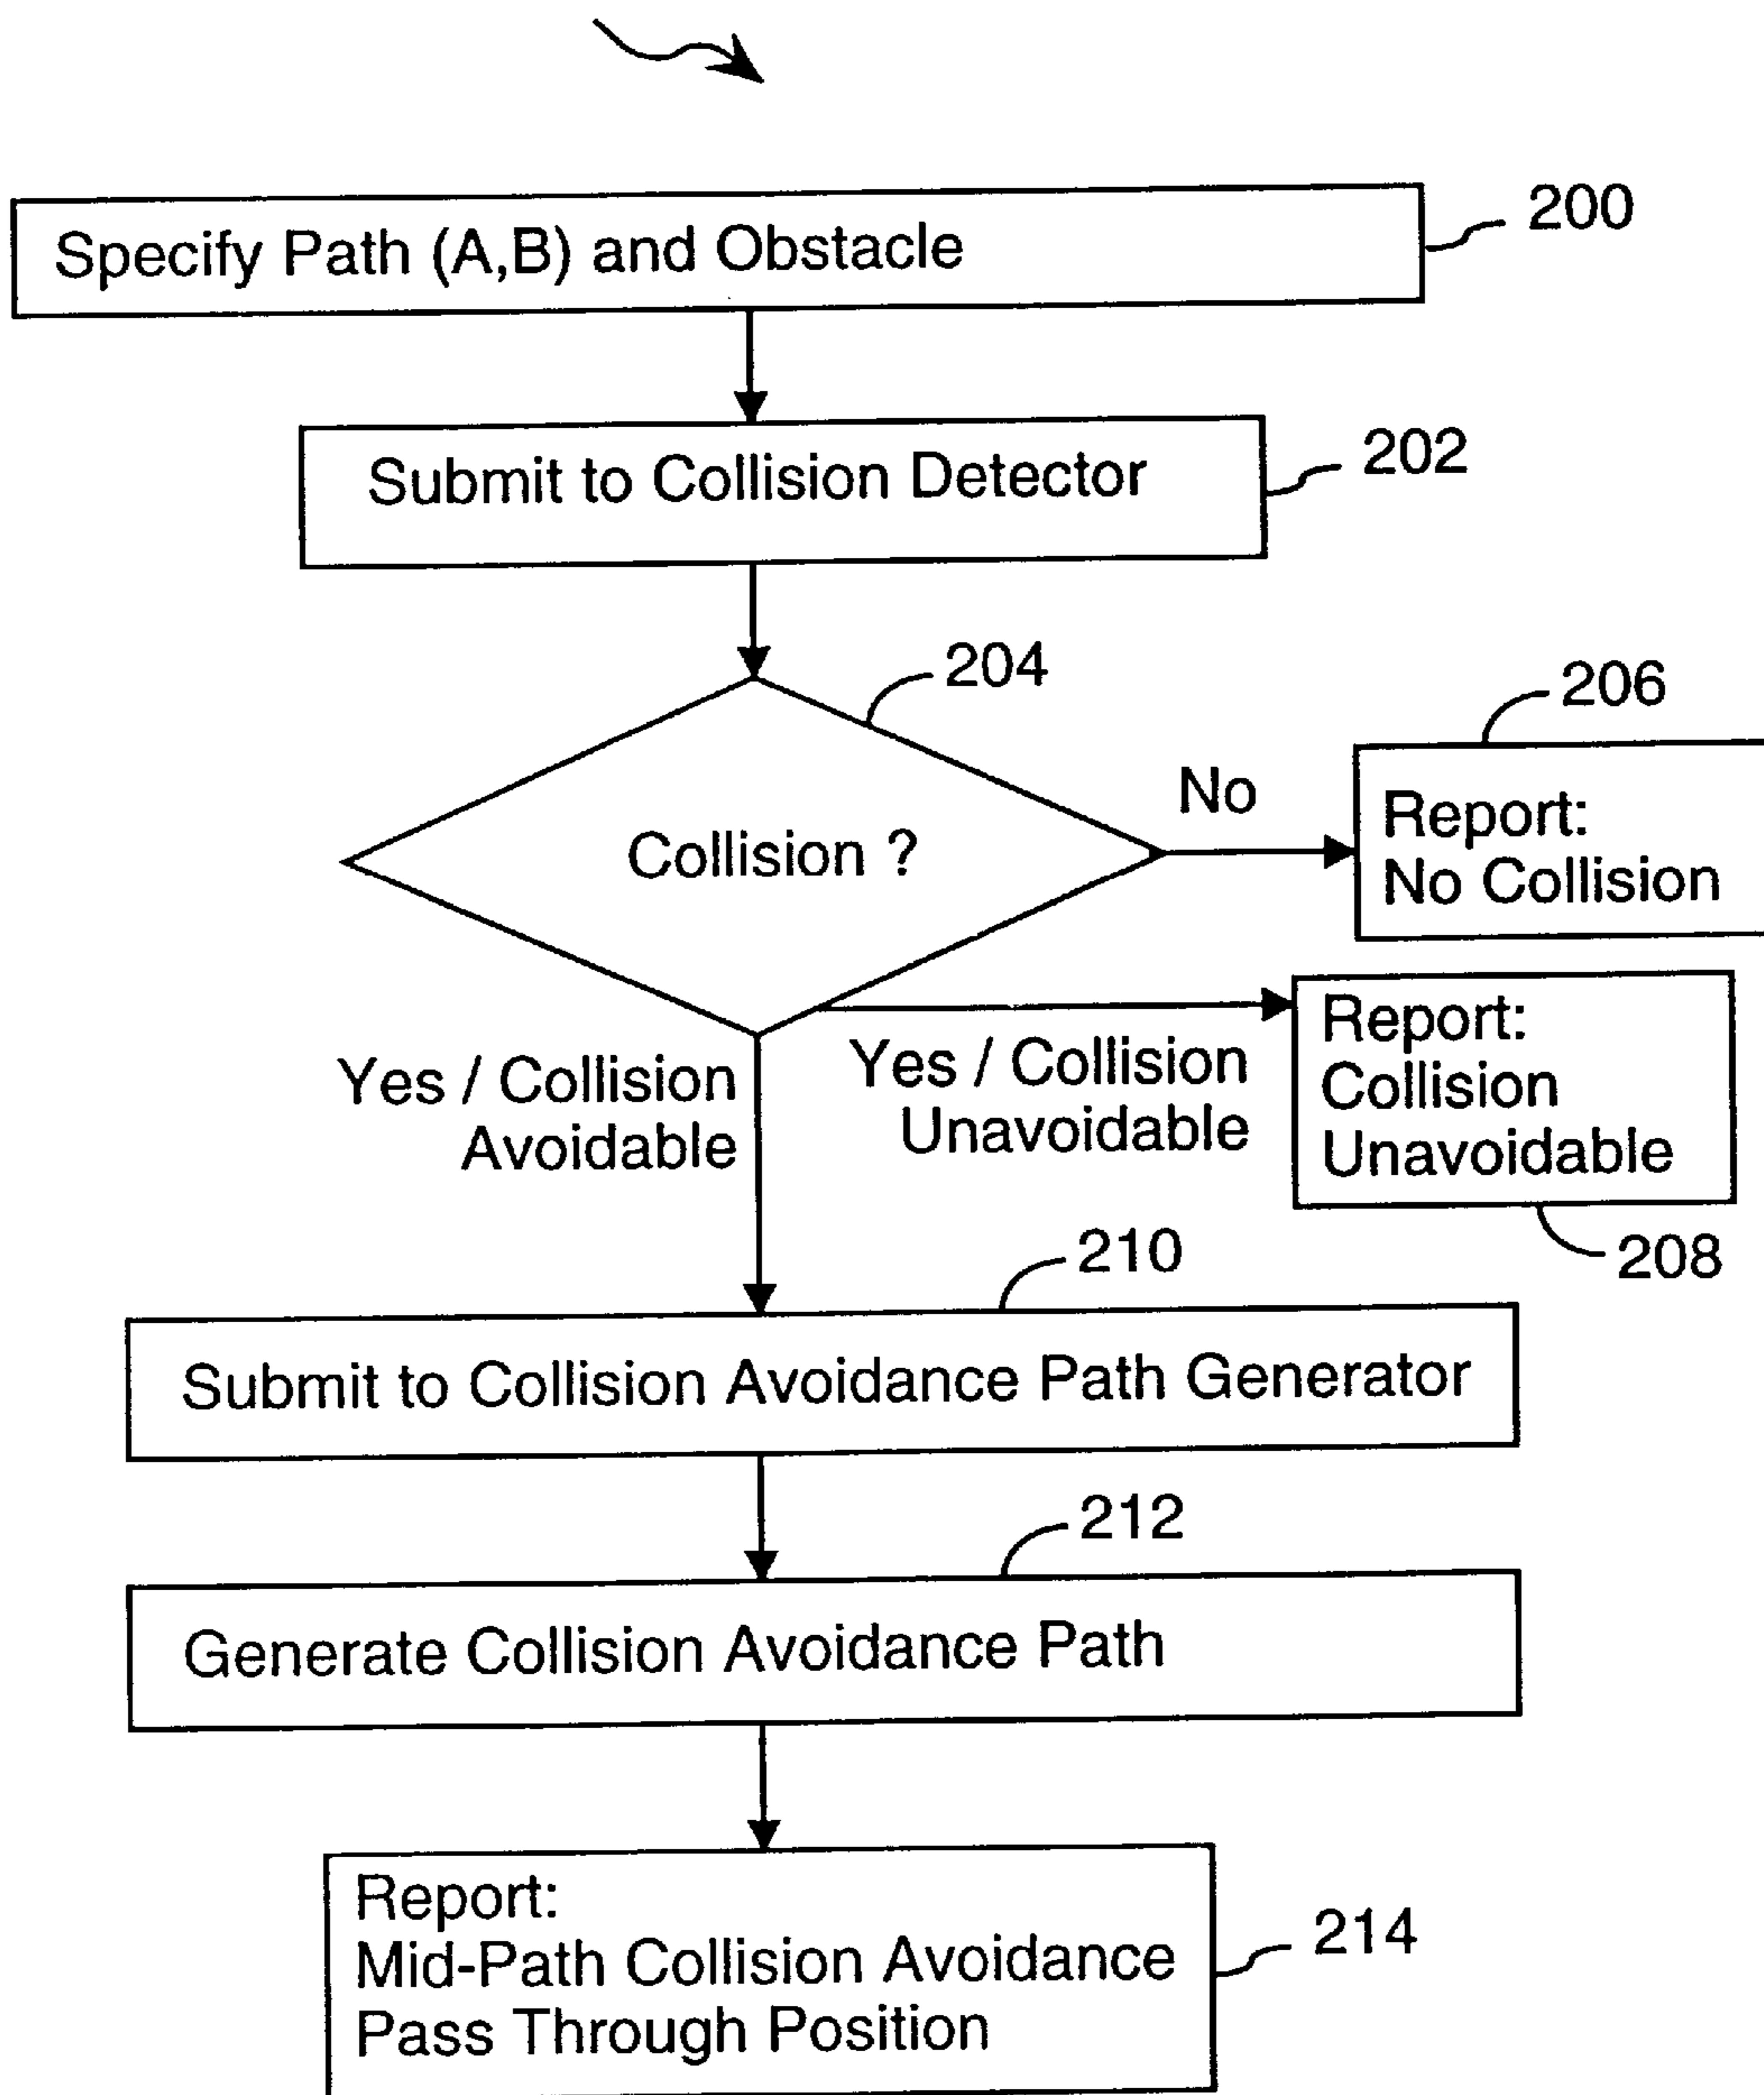 Specify Path (A,B) and Obstacle
200
Submit to Collision Detector
202
204
206
Collision ?
No
Report:
No Collision
Yes / Collision
Avoidable
Yes / Collision
Unavoidable
Report:
Collision
Unavoidable
208
210
Submit to Collision Avoidance Path Generator
212
Generate Collision Avoidance Path
Report:
Mid-Path Collision Avoidance
Pass Through Position
214